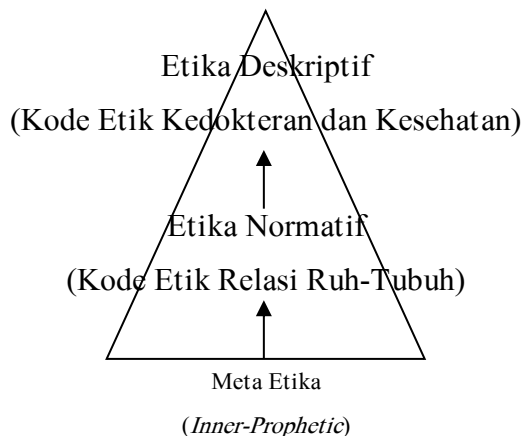 Etika Deskriptif
(Kode Etik Kedokteran dan Kesehatan)
Etika Normatif
(Kode Etik Relasi Ruh-Tubuh)
Meta Etika
(Inner-Prophetic)